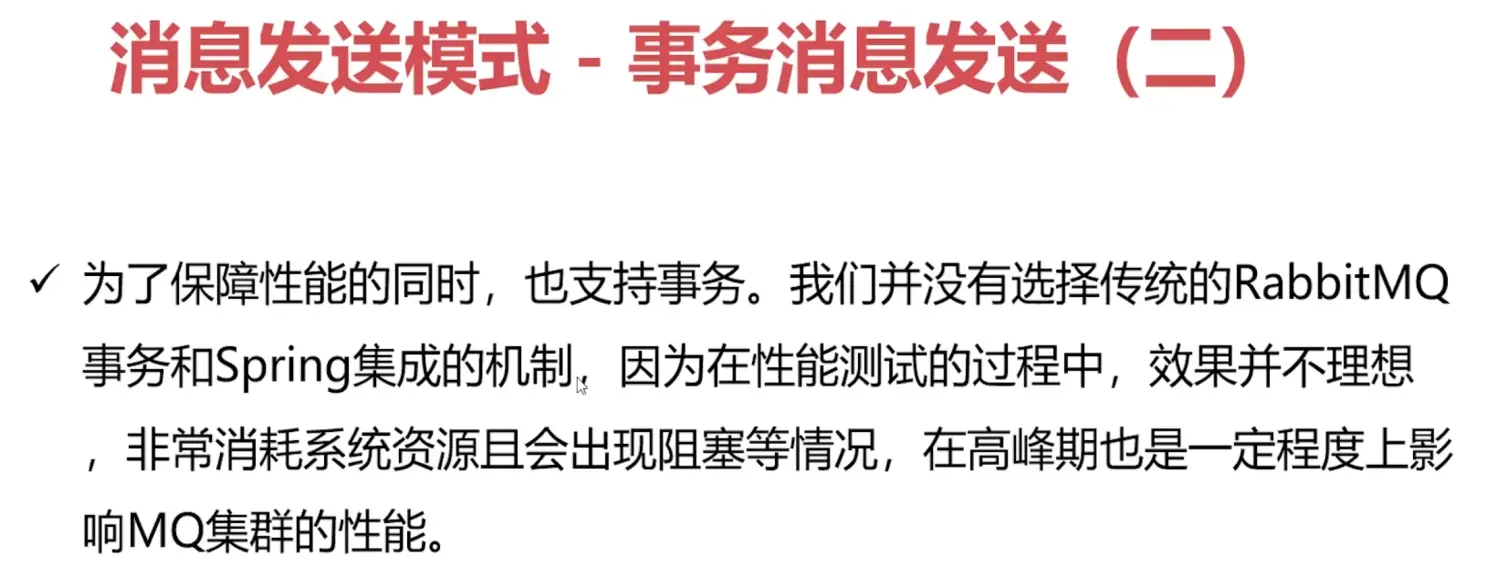 消息发送模式 - 事务消息发送（二）
✓ 为了保障性能的同时，也支持事务。我们并没有选择传统的RabbitMQ
事务和Spring集成的机制，因为在性能测试的过程中，效果并不理想
，非常消耗系统资源且会出现阻塞等情况，在高峰期也是一定程度上影
响MQ集群的性能。